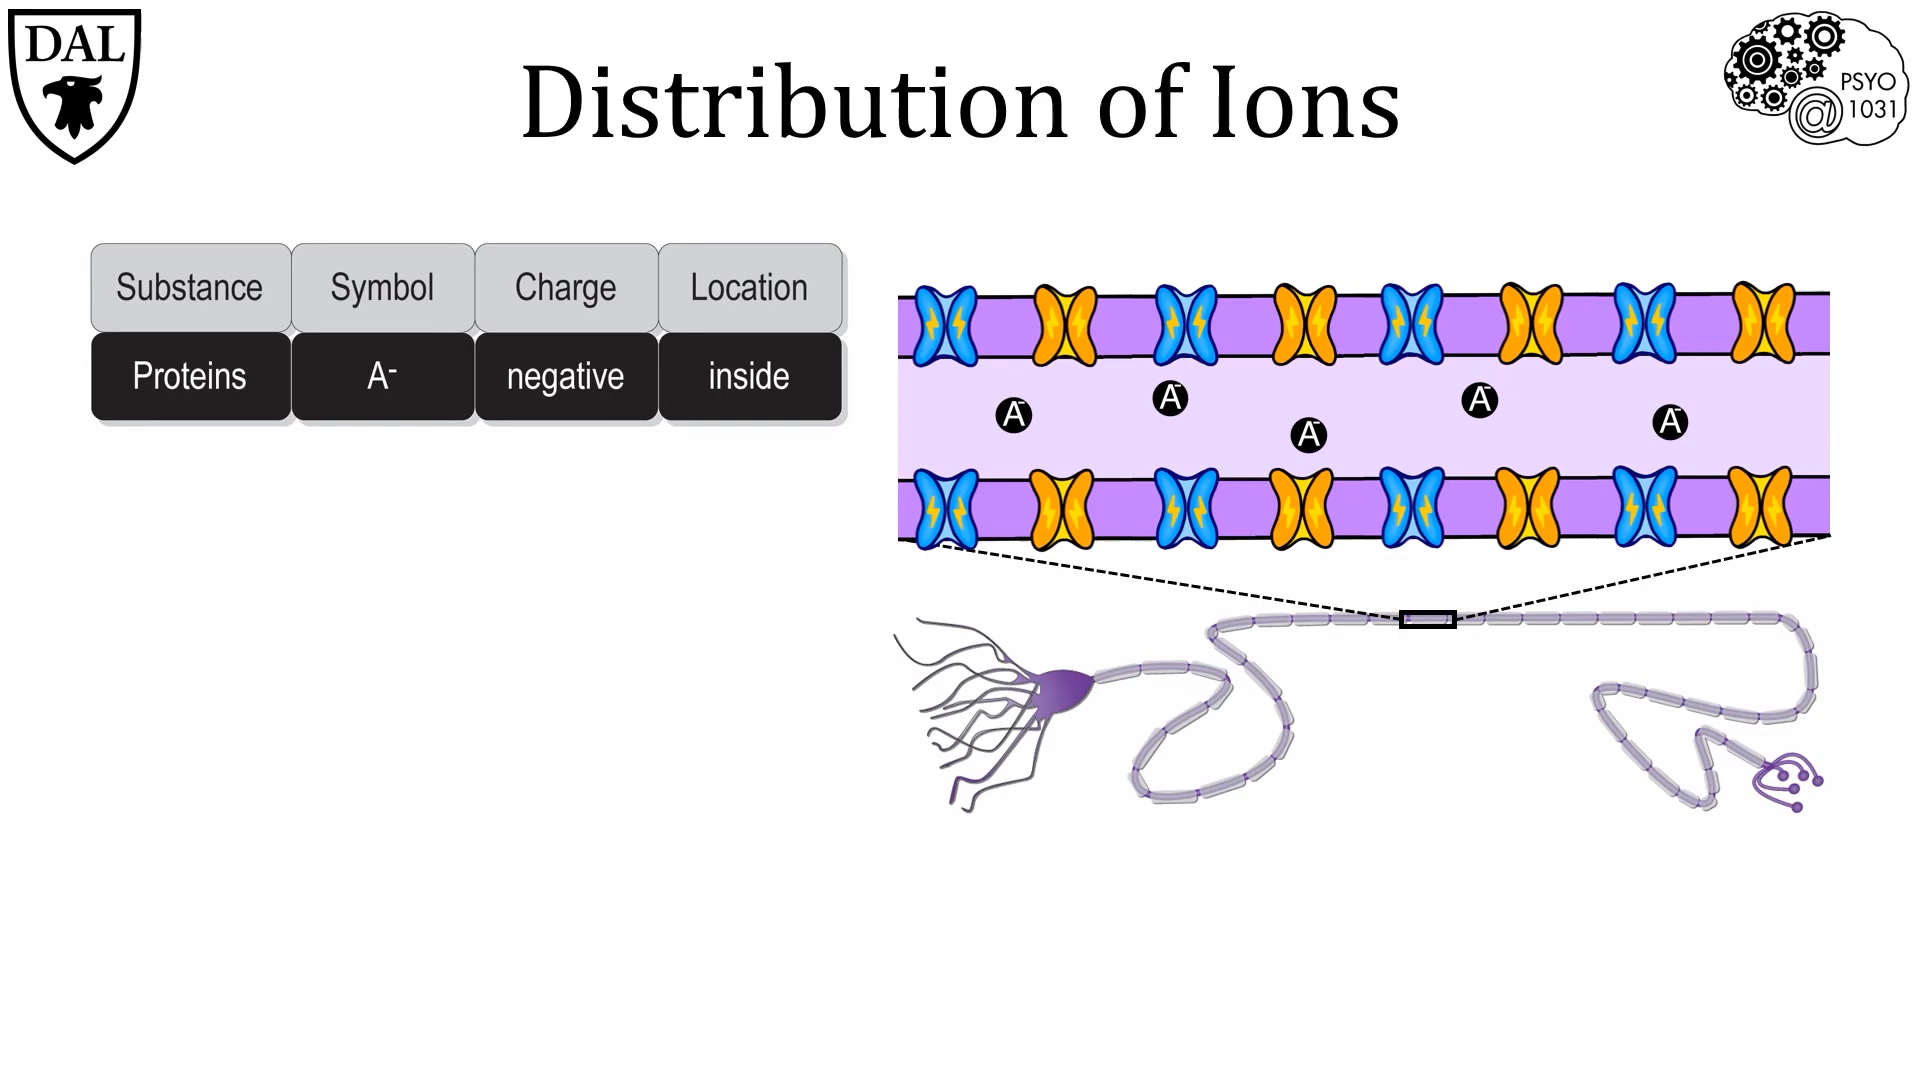 DAL
Distribution of Ions
PSYO
@ 1031
Substance Symbol Charge Location
Proteins A⁻ negative inside
A⁻ A⁻ A⁻ A⁻ A⁻